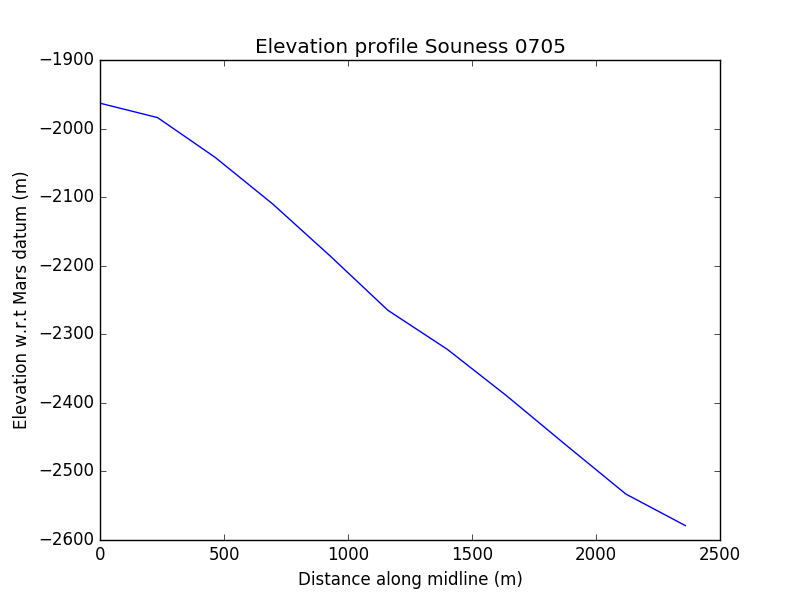 Elevation profile Souness 0705
Elevation w.r.t Mars datum (m)
−1900
−2000
−2100
−2200
−2300
−2400
−2500
−2600
0 500 1000 1500 2000 2500
Distance along midline (m)